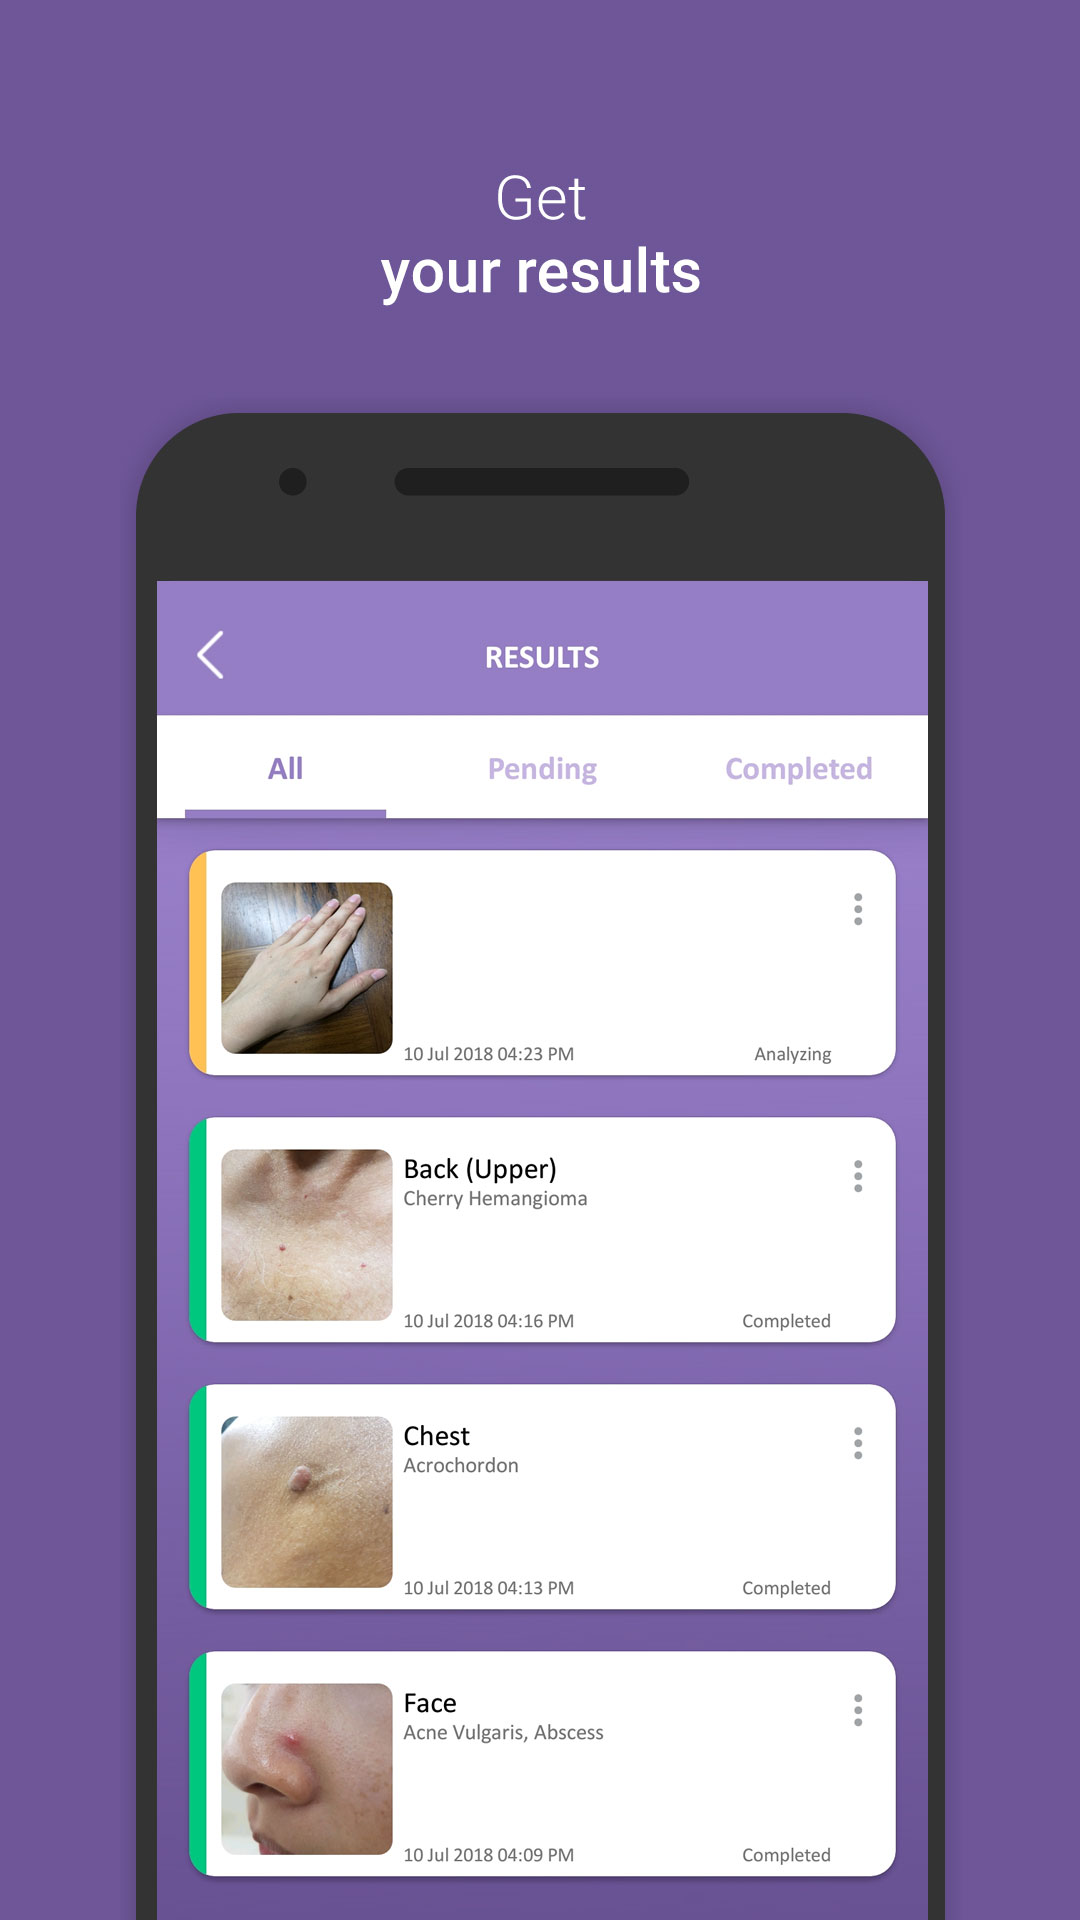 Get
your results
RESULTS
All Pending Completed
10 Jul 2018 04:23 PM Analyzing
Back (Upper)
Cherry Hemangioma
10 Jul 2018 04:16 PM Completed
Chest
Acrochordon
10 Jul 2018 04:13 PM Completed
Face
Acne Vulgaris, Abscess
10 Jul 2018 04:09 PM Completed